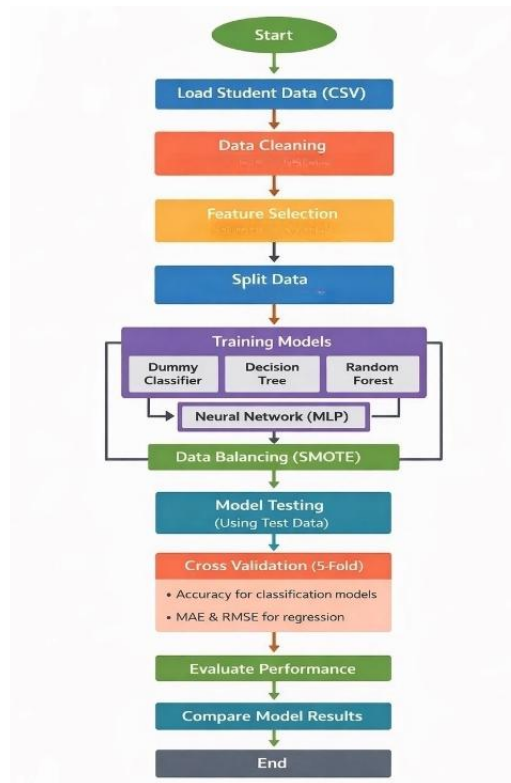 Start
Load Student Data (CSV)
Data Cleaning
Feature Selection
Split Data
Training Models
Dummy
Classifier
Decision
Tree
Random
Forest
Neural Network (MLP)
Data Balancing (SMOTE)
Model Testing
(Using Test Data)
Cross Validation (5-Fold)
• Accuracy for classification models
• MAE & RMSE for regression
Evaluate Performance
Compare Model Results
End